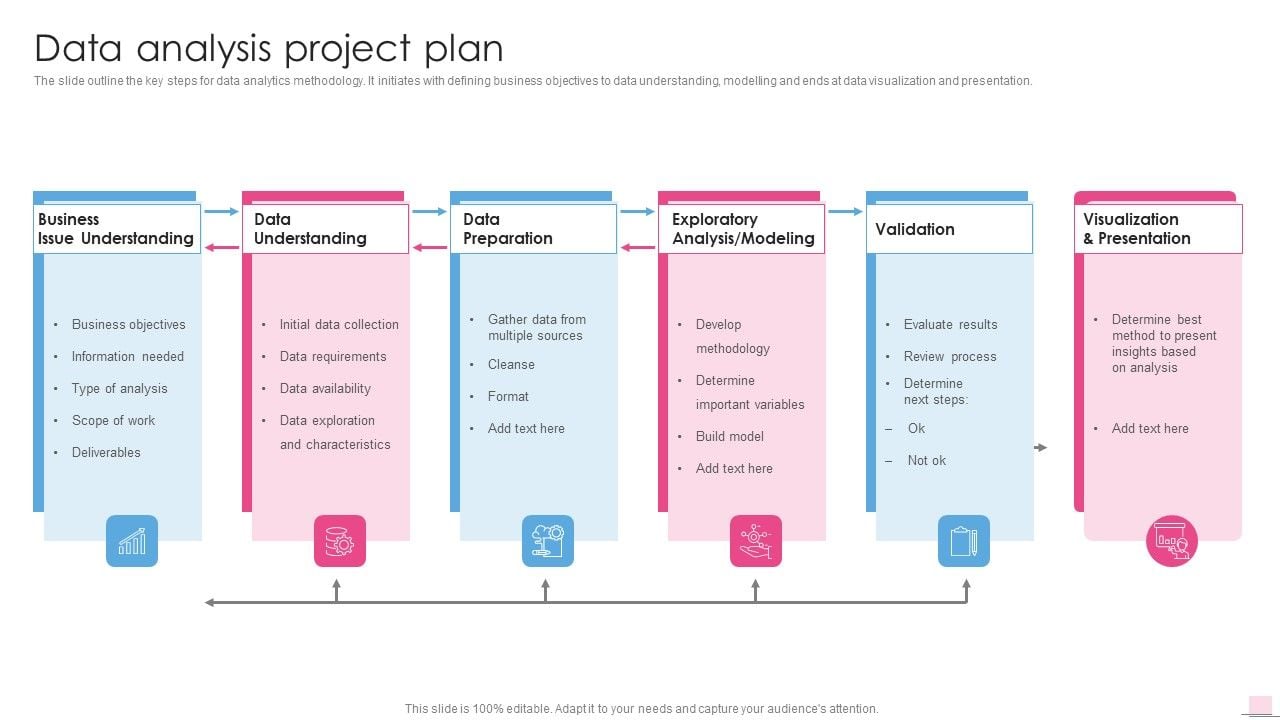 Data analysis project plan
The slide outline the key steps for data analytics methodology. It initiates with defining business objectives to data understanding, modelling and ends at data visualization and presentation.
Business
Issue Understanding
• Business objectives
• Information needed
• Type of analysis
• Scope of work
• Deliverables
Data
Understanding
• Initial data collection
• Data requirements
• Data availability
• Data exploration
and characteristics
Data
Preparation
• Gather data from
multiple sources
• Cleanse
• Format
• Add text here
Exploratory
Analysis/Modeling
• Develop
methodology
• Determine
important variables
• Build model
• Add text here
Validation
• Evaluate results
• Review process
• Determine
next steps:
– Ok
– Not ok
Visualization
& Presentation
• Determine best
method to present
insights based
on analysis
• Add text here
This slide is 100% editable. Adapt it to your needs and capture your audience's attention.